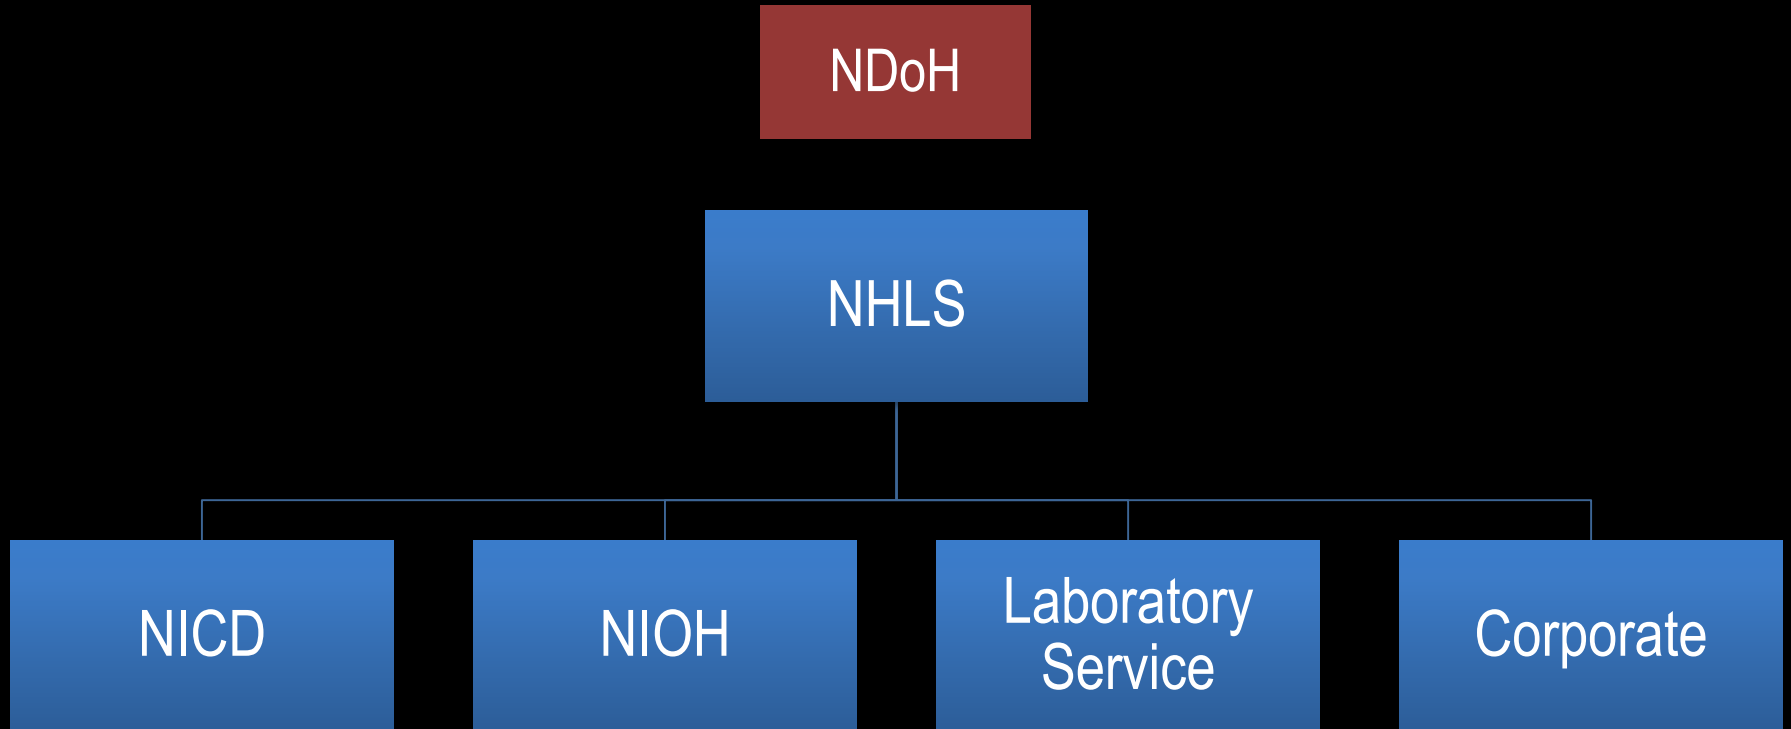 NDoH
NHLS
NICD
NIOH
Laboratory
Service
Corporate